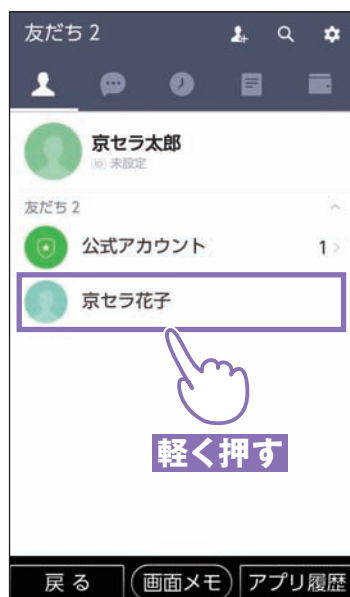 友だち 2
京セラ太郎
ID 未設定
友だち 2
公式アカウント 1
京セラ花子
軽く押す
戻る 画面メモ アプリ履歴